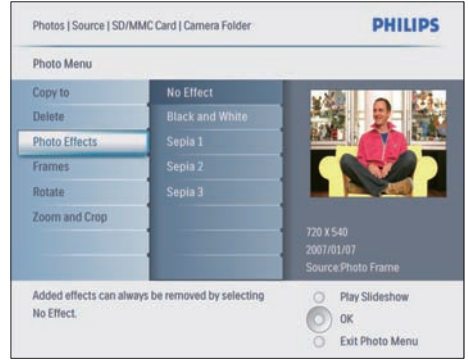 Photos | Source | SD/MMC Card | Camera Folder
PHILIPS
Photo Menu
Copy to
Delete
Photo Effects
Frames
Rotate
Zoom and Crop
No Effect
Black and White
Sepia 1
Sepia 2
Sepia 3
720 X 540
2007/01/07
Source:Photo Frame
Added effects can always be removed by selecting
No Effect.
Play Slideshow
OK
Exit Photo Menu